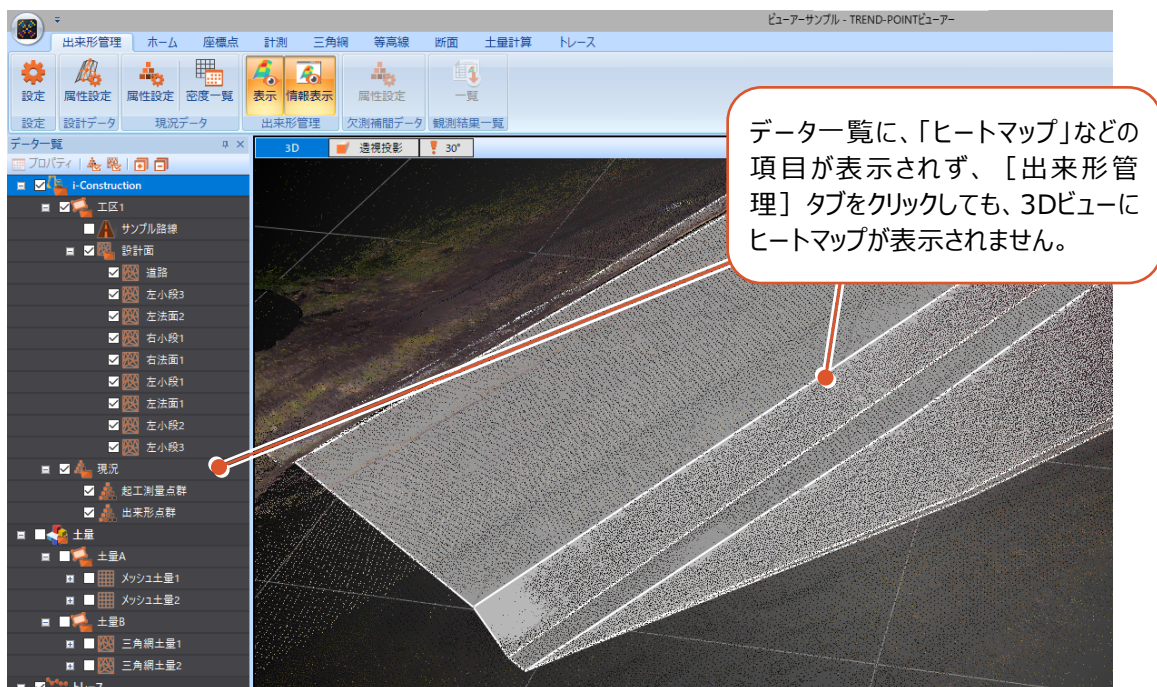 ビューアーサンプル - TREND-POINTビューアー
出来形管理 ホーム 座標点 計測 三角網 等高線 断面 土量計算 トレース
設定 属性設定 属性設定 密度一覧 表示 情報表示 属性設定 一覧
設定 設計データ 現況データ 出来形管理 欠測補間データ 観測結果一覧
データ一覧
プロパティ
3D 透視投影 30°
データ一覧に、「ヒートマップ」などの
項目が表示されず、［出来形管
理］タブをクリックしても、3Dビューに
ヒートマップが表示されません。
i-Construction
工区1
サンプル路線
設計面
道路
左小段3
左法面2
右小段1
右法面1
左小段1
左法面1
左小段2
左小段3
現況
起工測量点群
出来形点群
土量
土量A
メッシュ土量1
メッシュ土量2
土量B
三角網土量1
三角網土量2
トレース